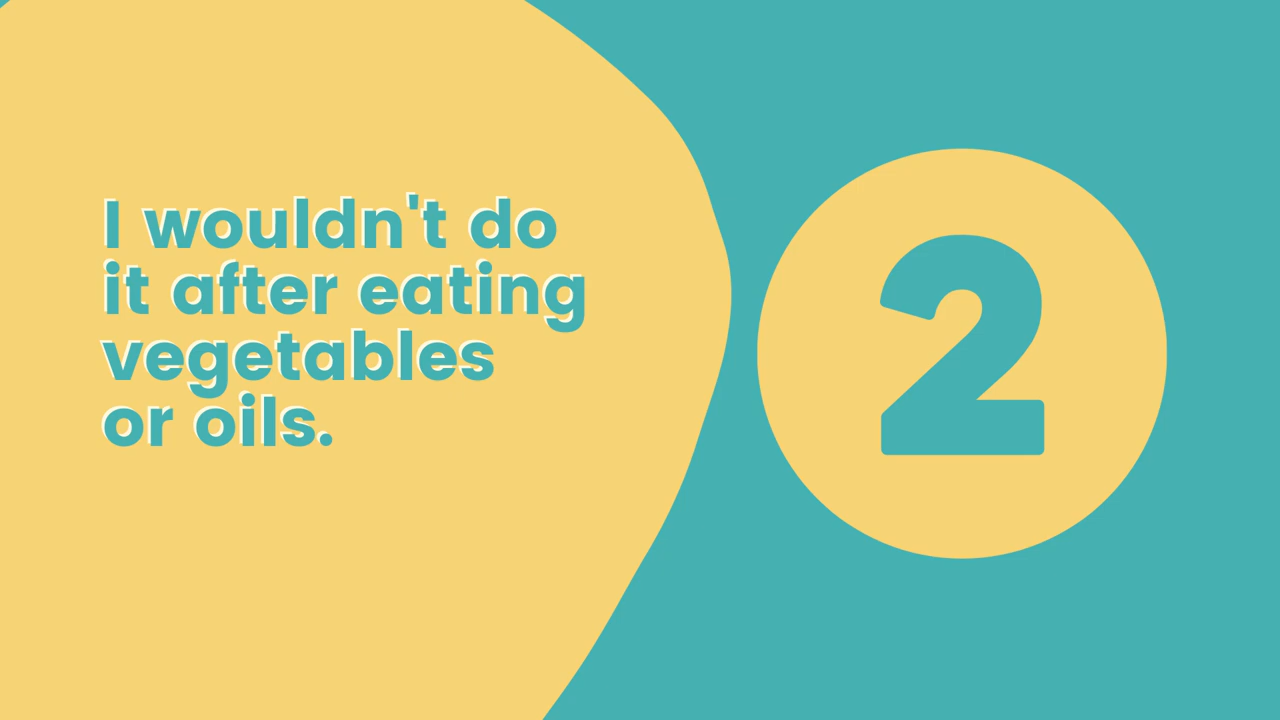 I wouldn't do
it after eating
vegetables
or oils.
2